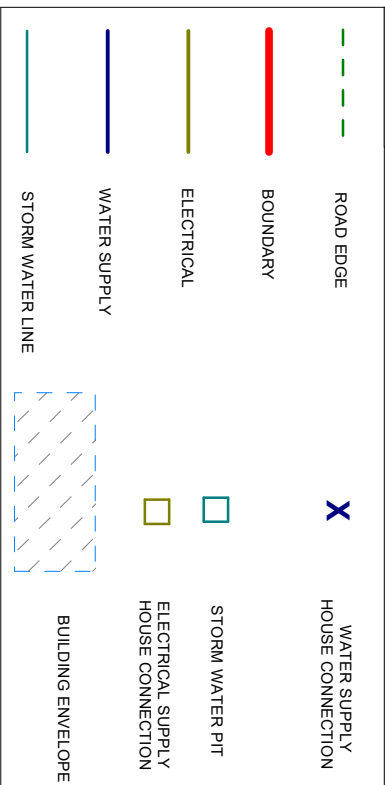 ROAD EDGE
BOUNDARY
ELECTRICAL
WATER SUPPLY
STORM WATER LINE
X
WATER SUPPLY
HOUSE CONNECTION
STORM WATER PIT
ELECTRICAL SUPPLY
HOUSE CONNECTION
BUILDING ENVELOPE